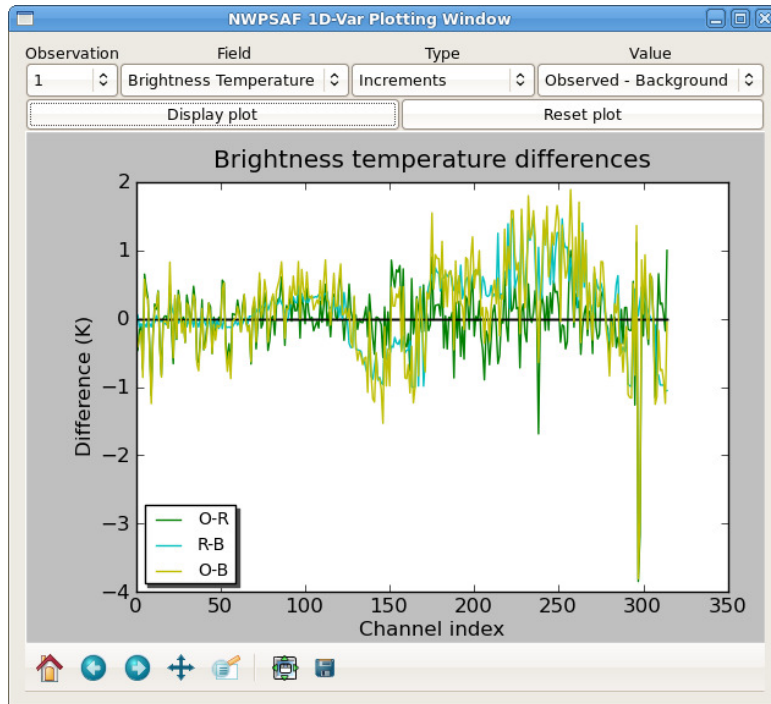 NWPSAF 1D-Var Plotting Window
Observation Field Type Value
1 Brightness Temperature Increments Observed - Background
Display plot Reset plot
Brightness temperature differences
2
1
0
−1
−2
−3
−4
Difference (K)
O-R
R-B
O-B
0 50 100 150 200 250 300 350
Channel index